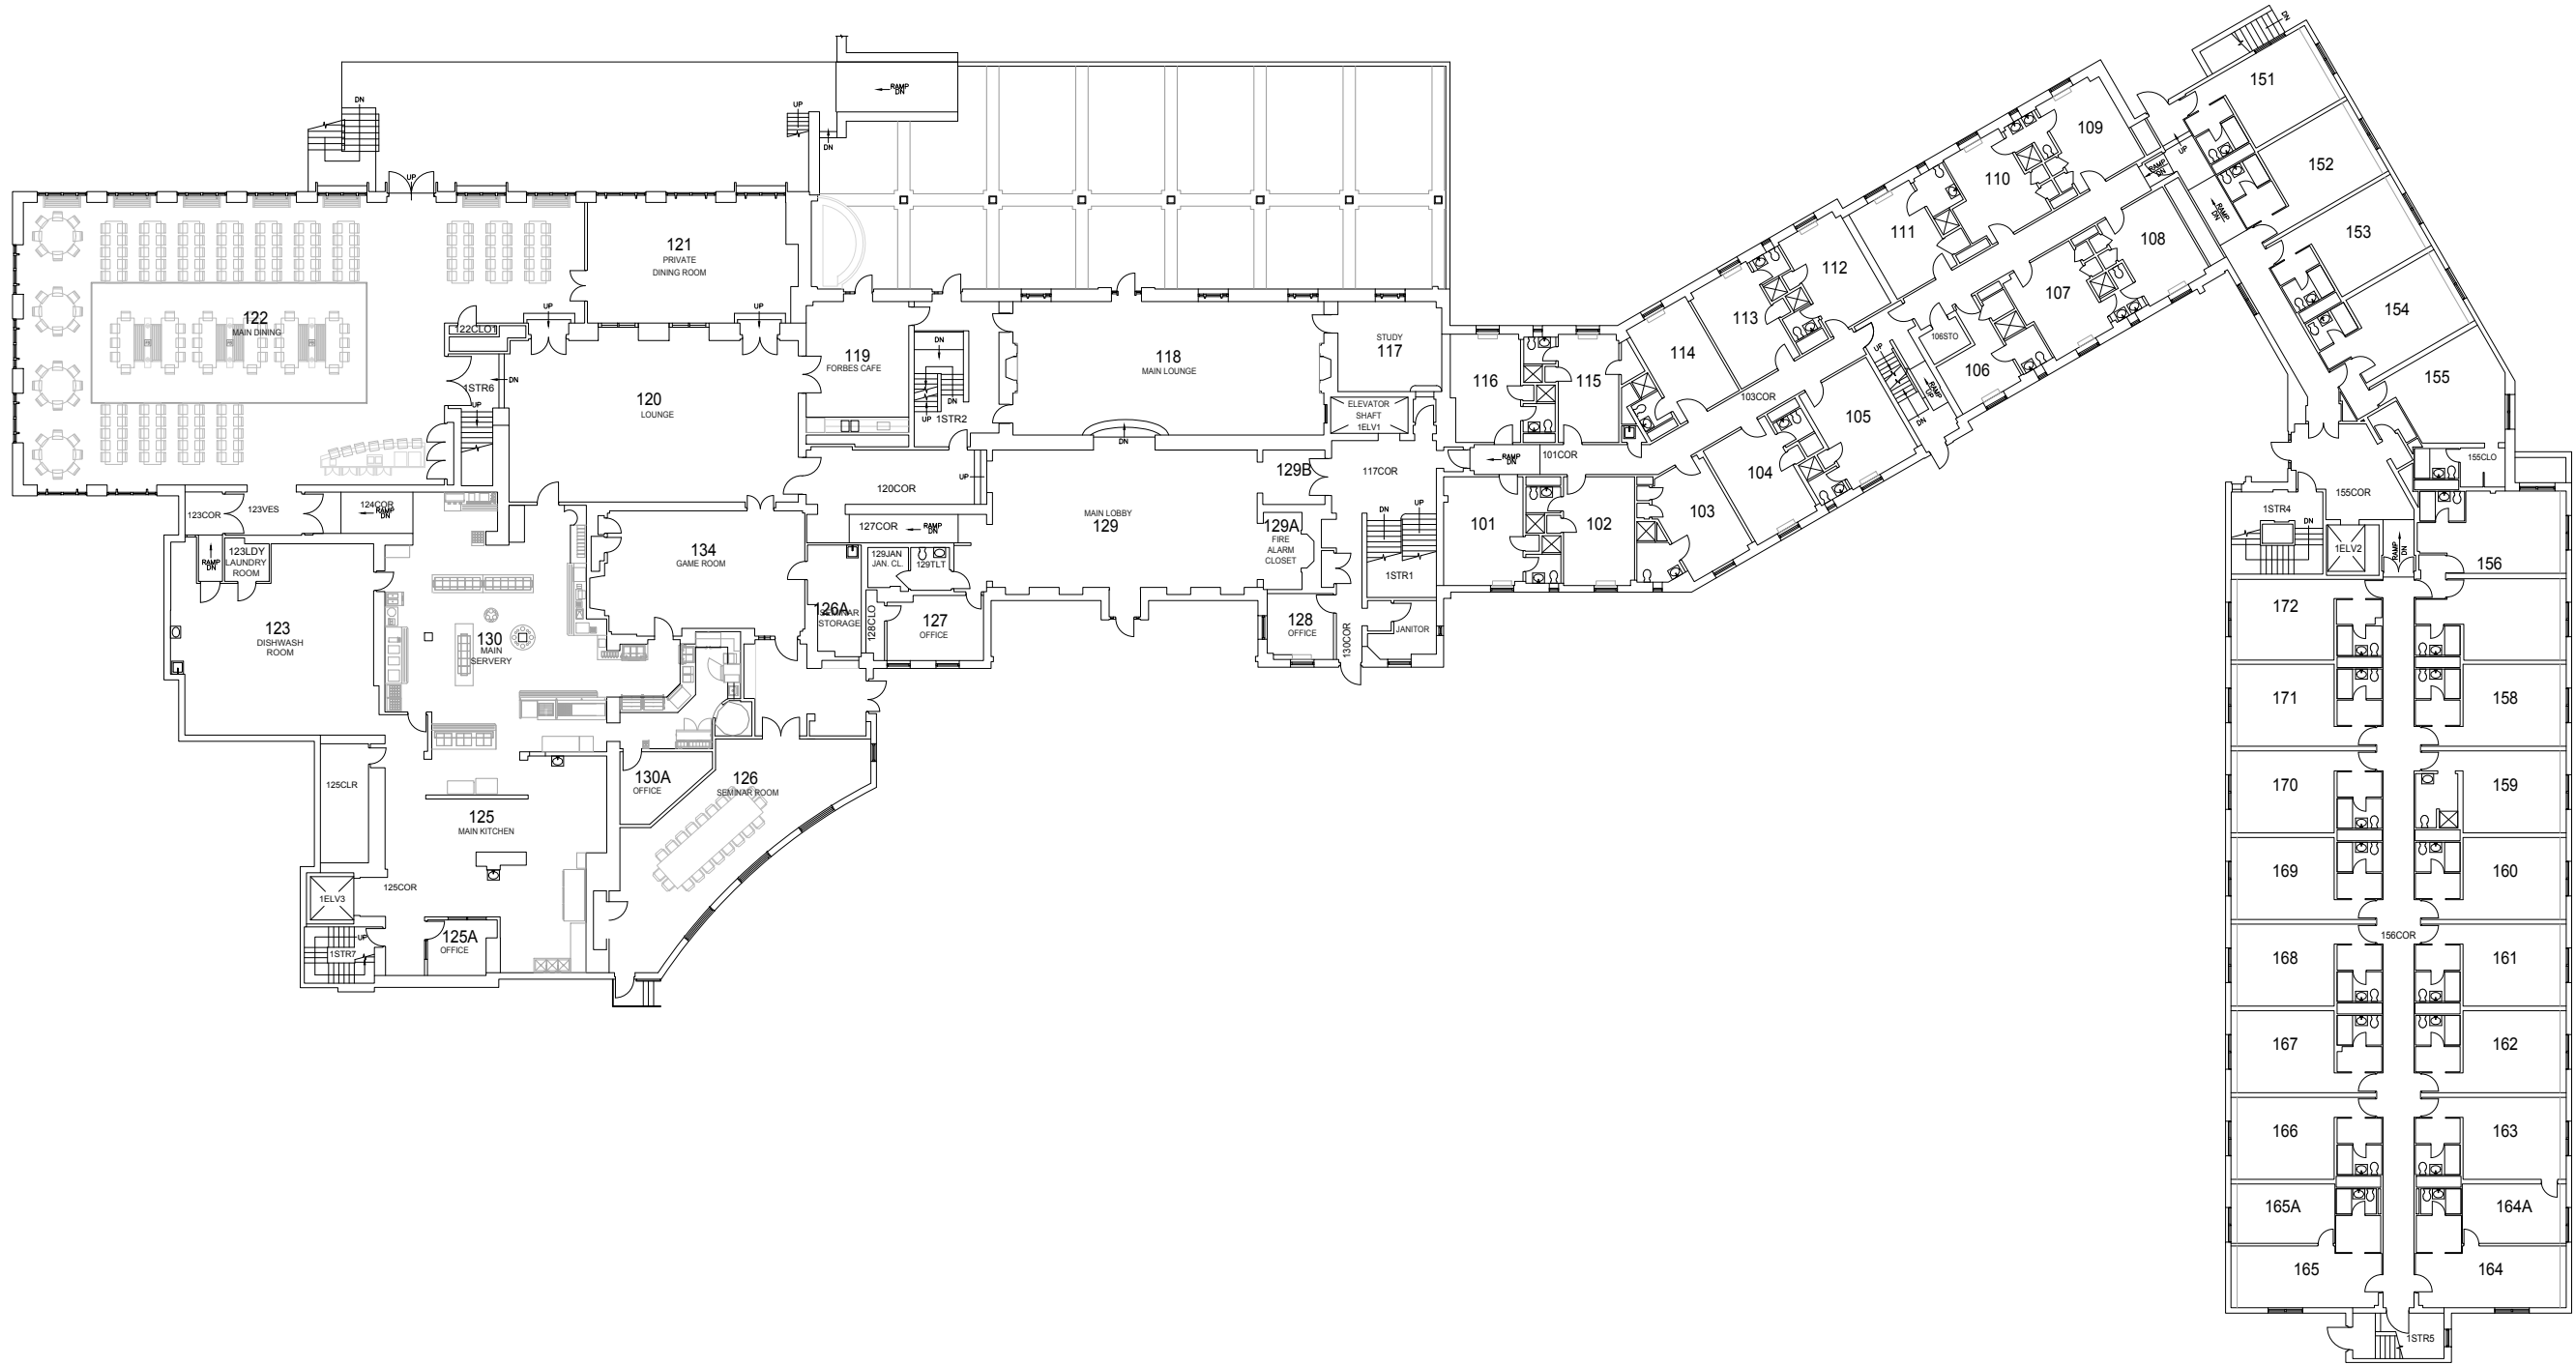 DN
151
UP
RAMP
DN
109
DN
152
110
UP
RAMP
DN
UP
111
RAMP
DN
108
153
121
PRIVATE
DINING ROOM
112
107
154
UP
UP
113
122
MAIN DINING
122CLO1
106STO
STUDY
117
DN
119
FORBES CAFE
118
MAIN LOUNGE
114
UP
RAMP
UP
106
116
115
155
1STR6
DN
120
LOUNGE
DN
UP
1STR2
ELEVATOR
SHAFT
1ELV1
103COR
105
DN
UP
DN
101COR
RAMP
DN
129B
117COR
104
155CLO
120COR
UP
123COR
123VES
124COR
RAMP
DN
MAIN LOBBY
129
127COR
RAMP
DN
129A
FIRE
ALARM
CLOSET
DN
UP
101
102
103
1STR4
DN
155COR
1ELV2
RAMP
DN
156
RAMP
DN
123LDY
LAUNDRY
ROOM
134
GAME ROOM
129JAN
JAN. CL.
129TLT
1STR1
172
123
DISHWASH
ROOM
130
MAIN
SERVERY
126A
SEMINAR
STORAGE
128CLO
127
OFFICE
128
OFFICE
130COR
JANITOR
171
158
125CLR
130A
OFFICE
126
SEMINAR ROOM
170
159
125
MAIN KITCHEN
169
160
125COR
1ELV3
UP
1STR7
125A
OFFICE
156COR
168
161
167
162
166
163
165A
164A
165
164
1STR5